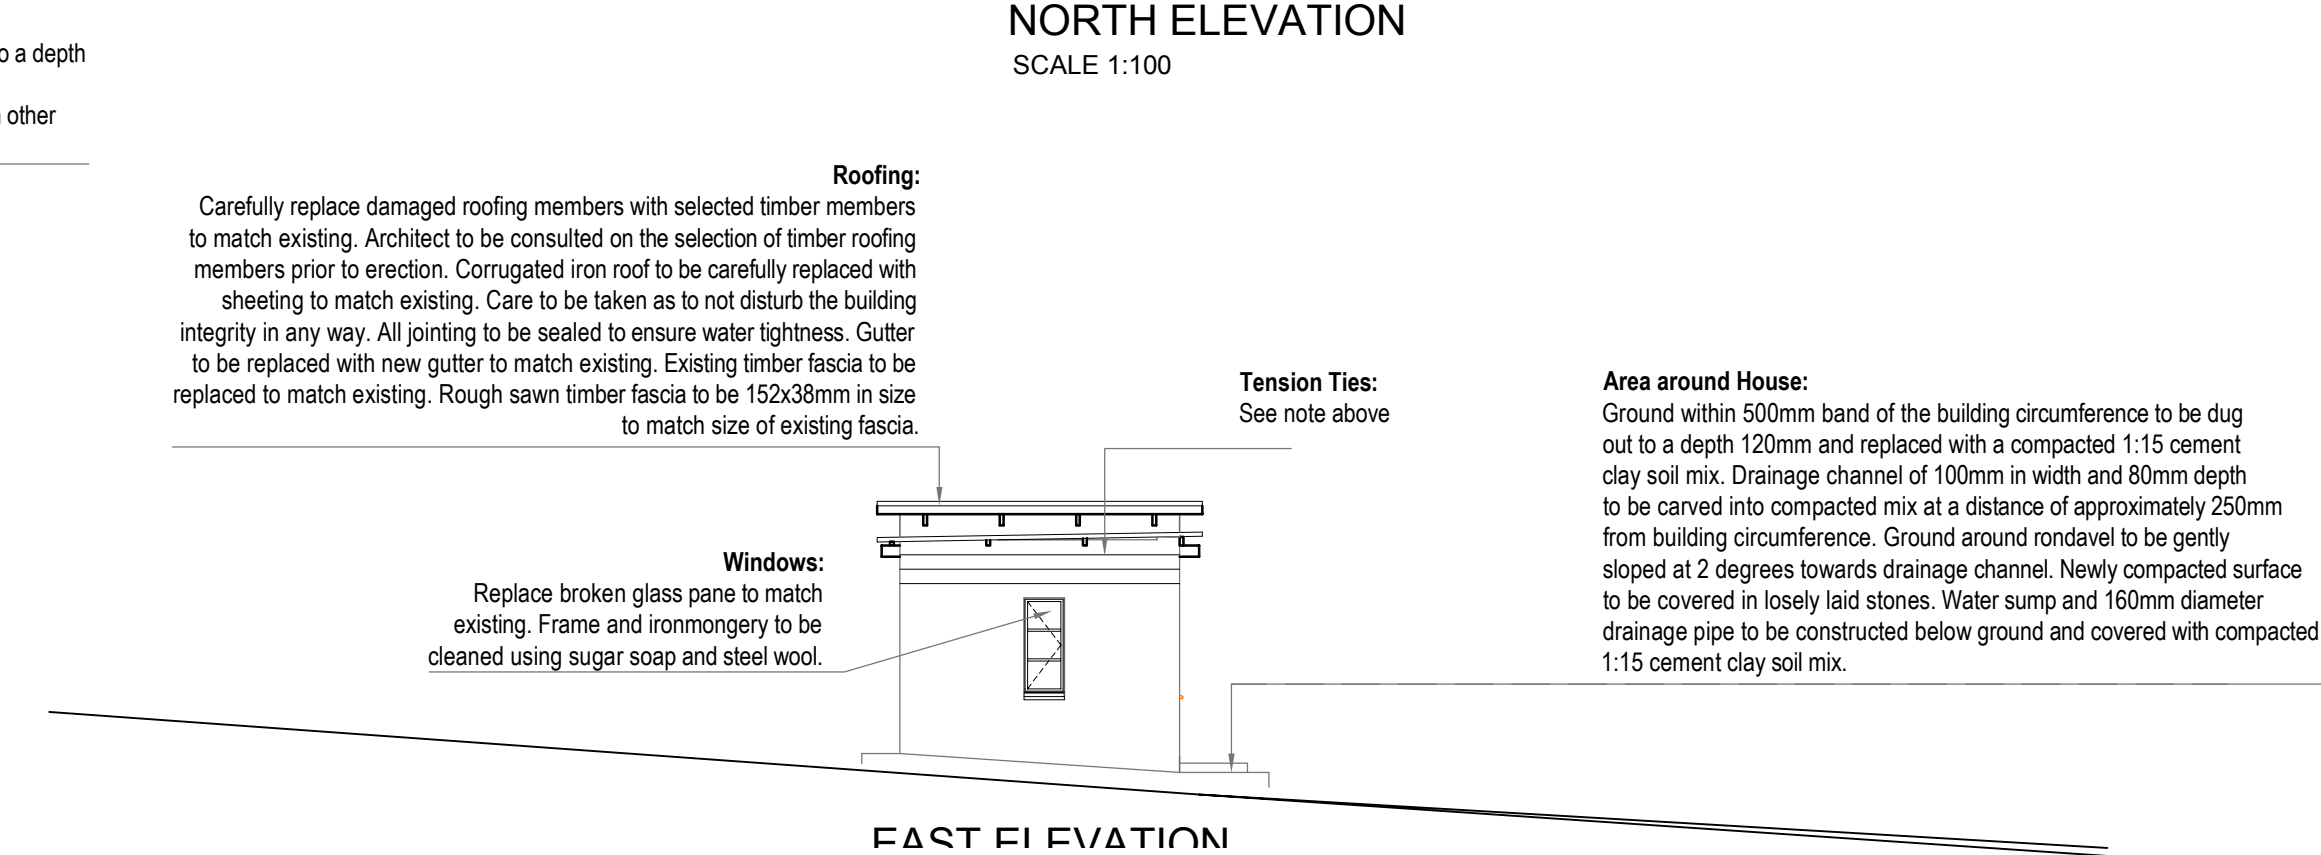 NORTH ELEVATION
SCALE 1:100
o a depth
other
Roofing:
Carefully replace damaged roofing members with selected timber members
to match existing. Architect to be consulted on the selection of timber roofing
members prior to erection. Corrugated iron roof to be carefully replaced with
sheeting to match existing. Care to be taken as to not disturb the building
integrity in any way. All jointing to be sealed to ensure water tightness. Gutter
to be replaced with new gutter to match existing. Existing timber fascia to be
replaced to match existing. Rough sawn timber fascia to be 152x38mm in size
to match size of existing fascia.
Tension Ties:
See note above
Area around House:
Ground within 500mm band of the building circumference to be dug
out to a depth 120mm and replaced with a compacted 1:15 cement
clay soil mix. Drainage channel of 100mm in width and 80mm depth
to be carved into compacted mix at a distance of approximately 250mm
from building circumference. Ground around rondavel to be gently
sloped at 2 degrees towards drainage channel. Newly compacted surface
to be covered in losely laid stones. Water sump and 160mm diameter
drainage pipe to be constructed below ground and covered with compacted
1:15 cement clay soil mix.
Windows:
Replace broken glass pane to match
existing. Frame and ironmongery to be
cleaned using sugar soap and steel wool.
EAST ELEVATION